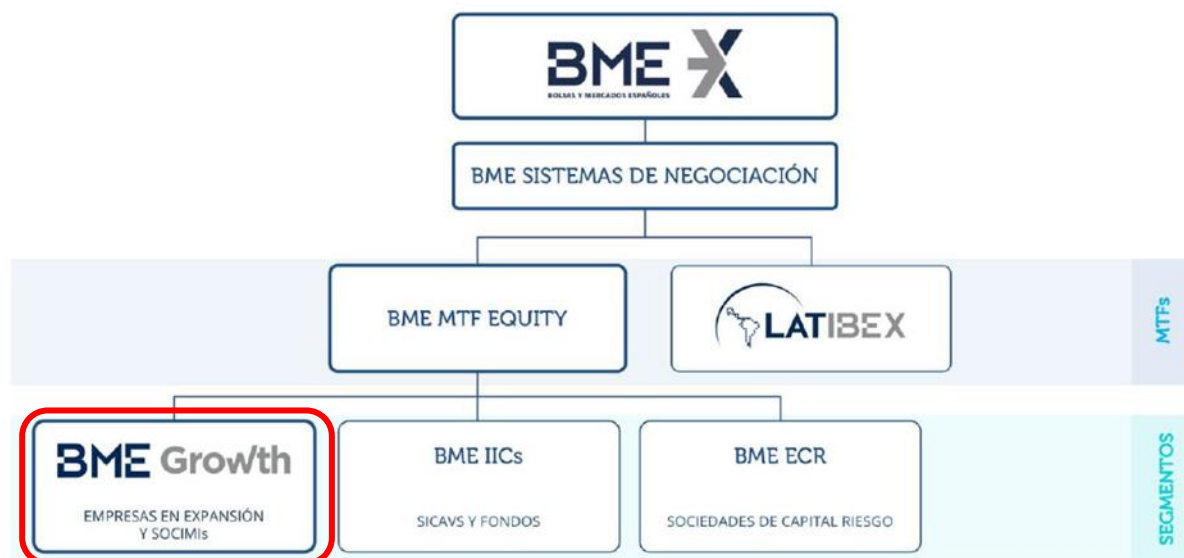 BME X
BOLSAS Y MERCADOS ESPAÑOLES
BME SISTEMAS DE NEGOCIACIÓN
BME MTF EQUITY
LATIBEX
MTFs
BME Growth
EMPRESAS EN EXPANSIÓN
Y SOCIMIs
BME IICs
SICAVS Y FONDOS
BME ECR
SOCIEDADES DE CAPITAL RIESGO
SEGMENTOS